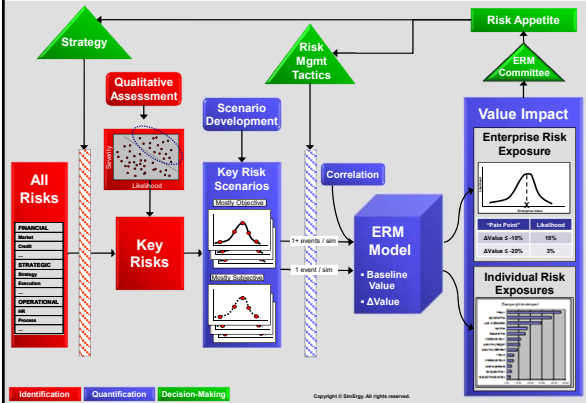 Risk Appetite
Strategy
Risk
Mgmt
Tactics
ERM
Committee
Qualitative
Assessment
Scenario
Development
Value Impact
Enterprise Risk
Exposure
Severity
Likelihood
Enterprise Value
"Pain Point"
Likelihood
ΔValue ≤ -10%
15%
ΔValue ≤ -20%
3%
All
Risks
FINANCIAL
Market
Credit
...
STRATEGIC
Strategy
Execution
...
OPERATIONAL
HR
Process
...
Key
Risks
Key Risk
Scenarios
Mostly Objective
Mostly Subjective
1+ events / sim
1 event / sim
Correlation
ERM
Model
▪ Baseline
Value
▪ ΔValue
Individual Risk
Exposures
Identification
Quantification
Decision-Making
Copyright © SimErgy. All rights reserved.